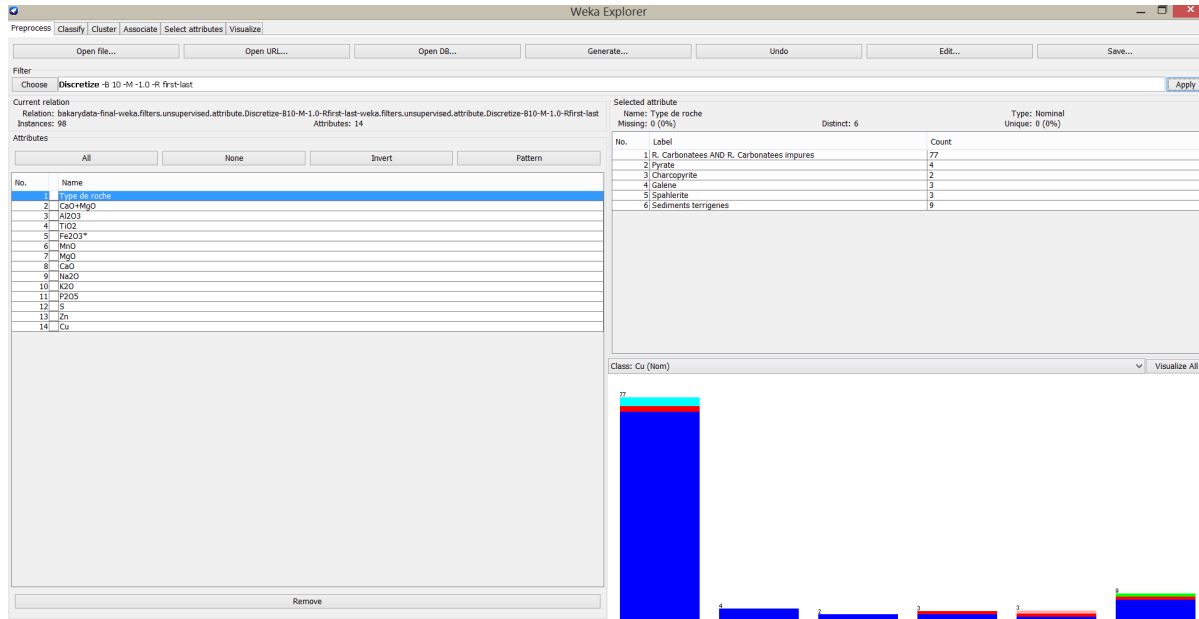 Weka Explorer
Preprocess Classify Cluster Associate Select attributes Visualize
Open file... Open URL... Open DB... Generate... Undo Edit... Save...
Filter
Choose Discretize -B 10 -M -1.0 -R first-last Apply
Current relation
Relation: bakarydata-final-weka.filters.unsupervised.attribute.Discretize-B10-M-1.0-Rfirst-last-weka.filters.unsupervised.attribute.Discretize-B10-M-1.0-Rfirst-last
Instances: 98 Attributes: 14
Attributes
All None Invert Pattern
No. Name
1 Type de roche
2 CaO+MgO
3 Al2O3
4 TiO2
5 Fe2O3*
6 MnO
7 MgO
8 CaO
9 Na2O
10 K2O
11 P2O5
12 S
13 Zn
14 Cu
Remove
Selected attribute
Name: Type de roche Type: Nominal
Missing: 0 (0%) Distinct: 6 Unique: 0 (0%)
No. Label Count
1 R. Carbonatees AND R. Carbonatees impures 77
2 Pyrate 4
3 Charcopyrite 2
4 Galene 3
5 Spahlerite 3
6 Sediments terrigenes 9
Class: Cu (Nom) Visualize All
77
4
2
3
3
9